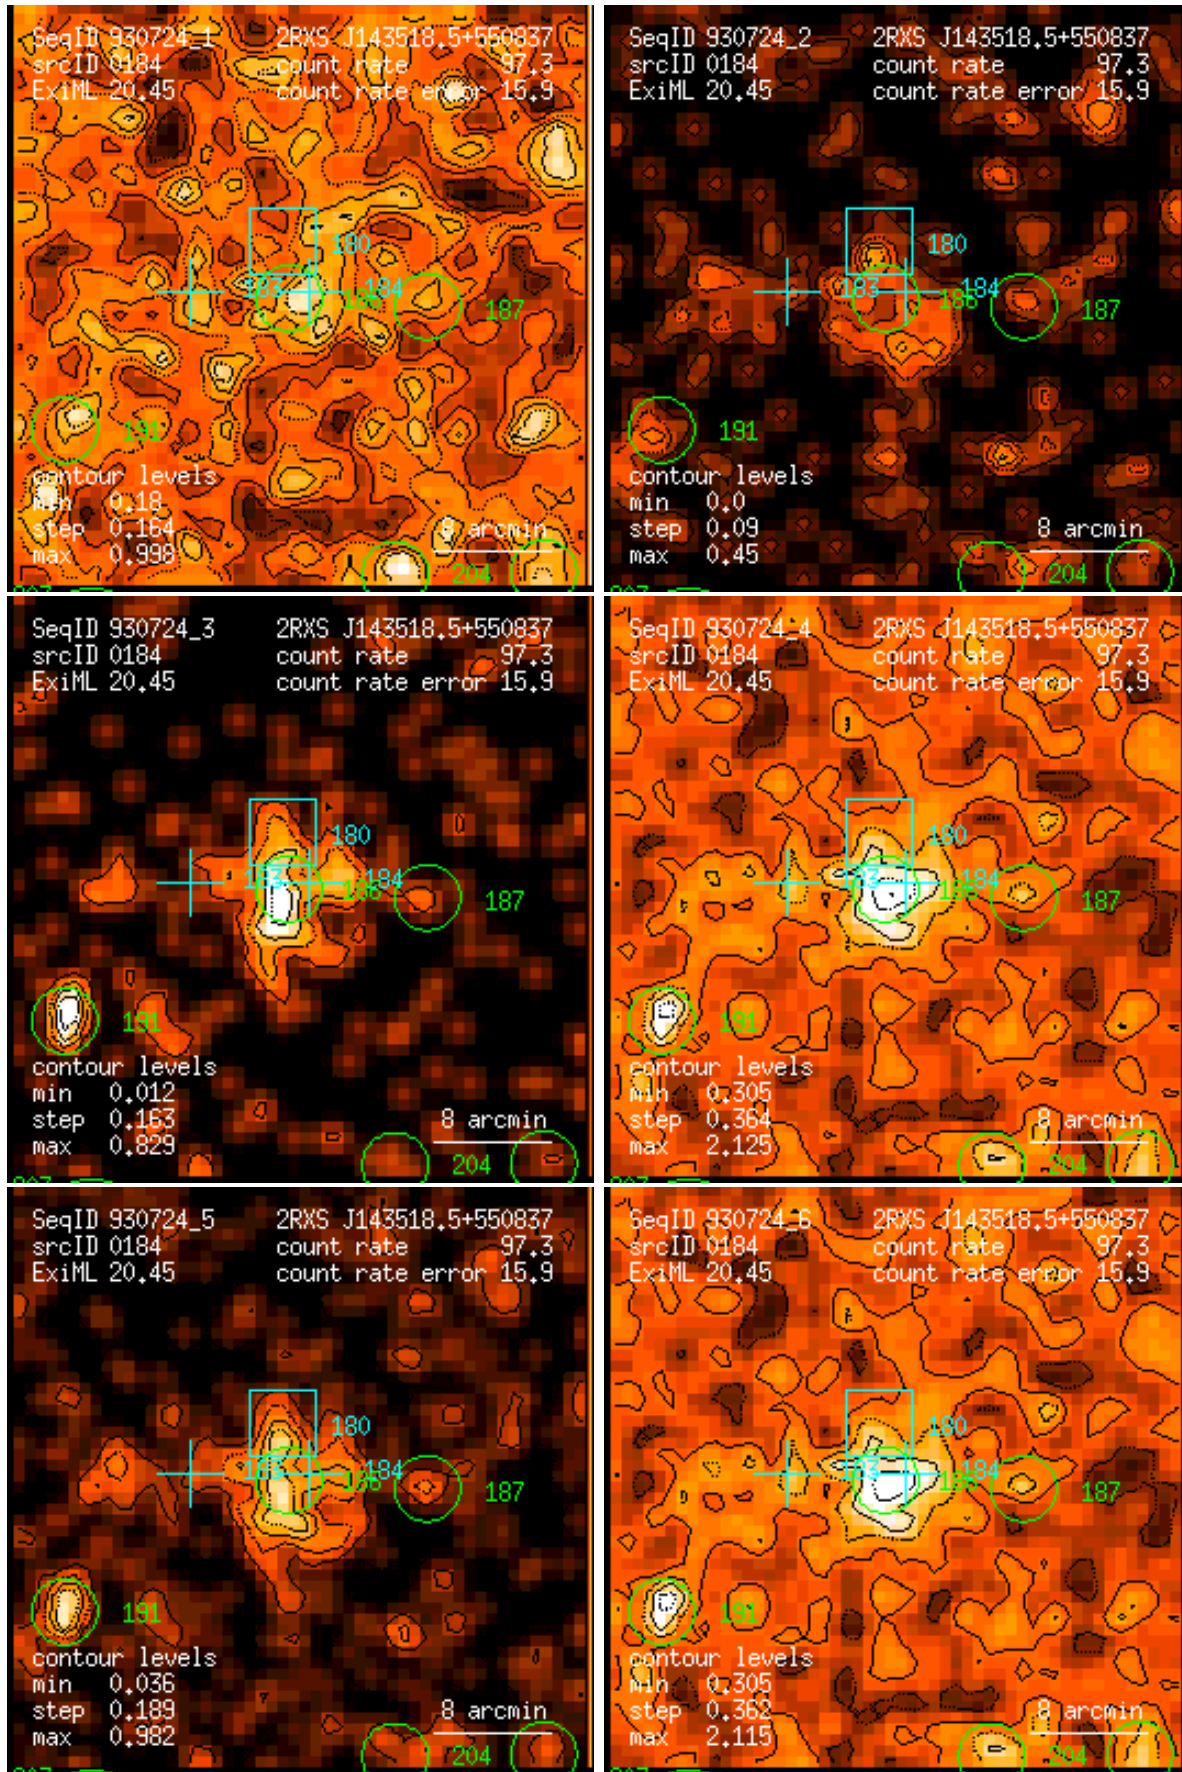 SeqID 930724_1 2RXS J143518.5+550837
srcID 0184 count rate 97.3
ExiML 20.45 count rate error 15.9
180
183 184
187
191
contour levels
min 0.18
step 0.164 8 arcmin
max 0.998
204
SeqID 930724_2 2RXS J143518.5+550837
srcID 0184 count rate 97.3
ExiML 20.45 count rate error 15.9
180
183 184
187
191
contour levels
min 0.0
step 0.09 8 arcmin
max 0.45
204
SeqID 930724_3 2RXS J143518.5+550837
srcID 0184 count rate 97.3
ExiML 20.45 count rate error 15.9
180
183 184
187
191
contour levels
min 0.012
step 0.163 8 arcmin
max 0.829
204
SeqID 930724_4 2RXS J143518.5+550837
srcID 0184 count rate 97.3
ExiML 20.45 count rate error 15.9
180
183 184
187
191
contour levels
min 0.305
step 0.364 8 arcmin
max 2.125
204
SeqID 930724_5 2RXS J143518.5+550837
srcID 0184 count rate 97.3
ExiML 20.45 count rate error 15.9
180
183 184
187
191
contour levels
min 0.036
step 0.189 8 arcmin
max 0.982
204
SeqID 930724_6 2RXS J143518.5+550837
srcID 0184 count rate 97.3
ExiML 20.45 count rate error 15.9
180
183 184
187
191
contour levels
min 0.305
step 0.362 8 arcmin
max 2.115
204